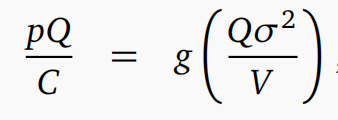 pQ/C = g(Qσ²/V),